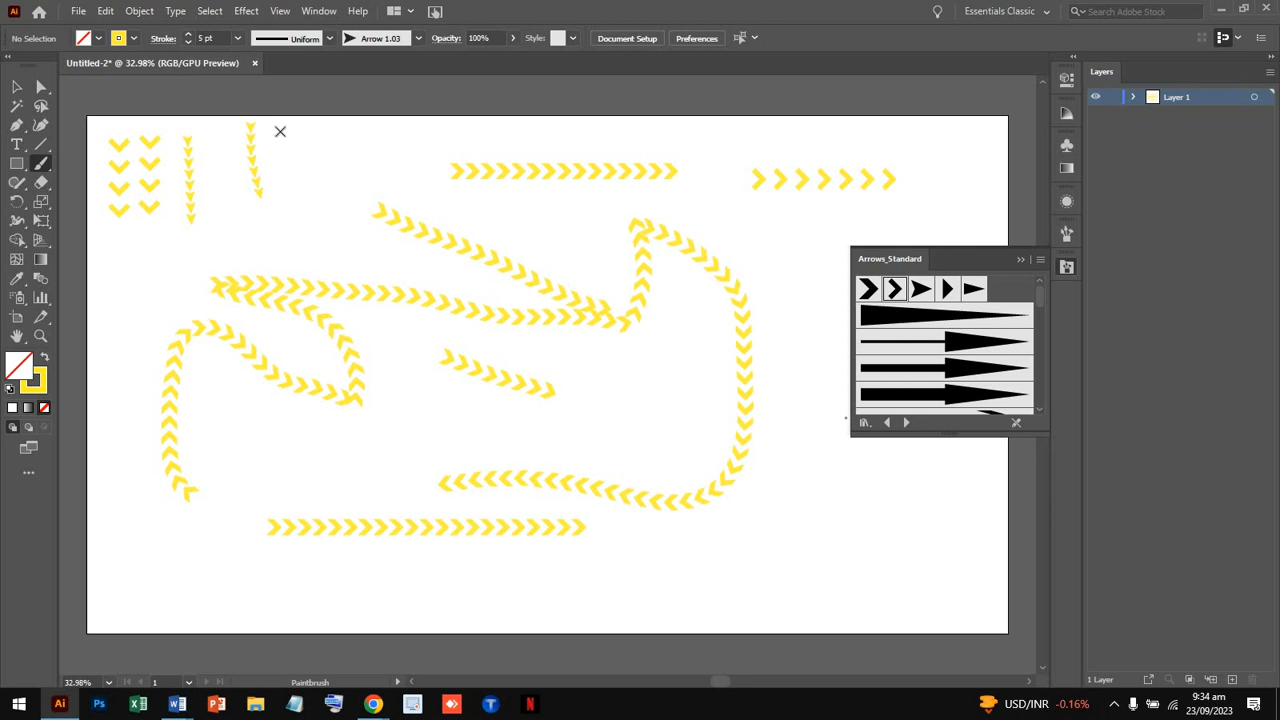 Ai File Edit Object Type Select Effect View Window Help Essentials Classic Search Adobe Stock
No Selection Stroke: 5 pt Uniform Arrow 1.03 Opacity: 100% Style: Document Setup Preferences
Untitled-2* @ 32.98% (RGB/GPU Preview)
Layers
Layer 1
Arrows_Standard
1 Layer
32.98% 1 Paintbrush
USD/INR -0.16%
9:34 am
23/09/2023